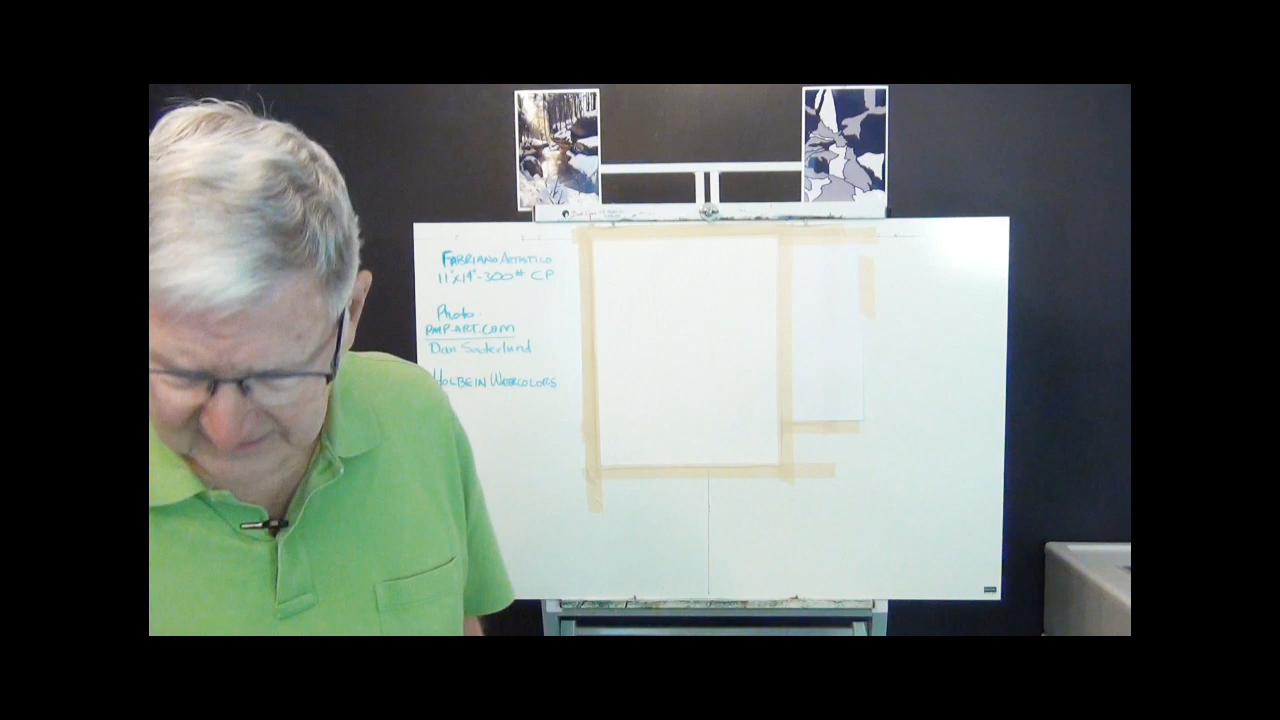 FABRIANO ARTISTICO
11"x14"-300# CP
Photo.
PMP-ART.COM
Dan Soderlund
HOLBEIN WATERCOLORS